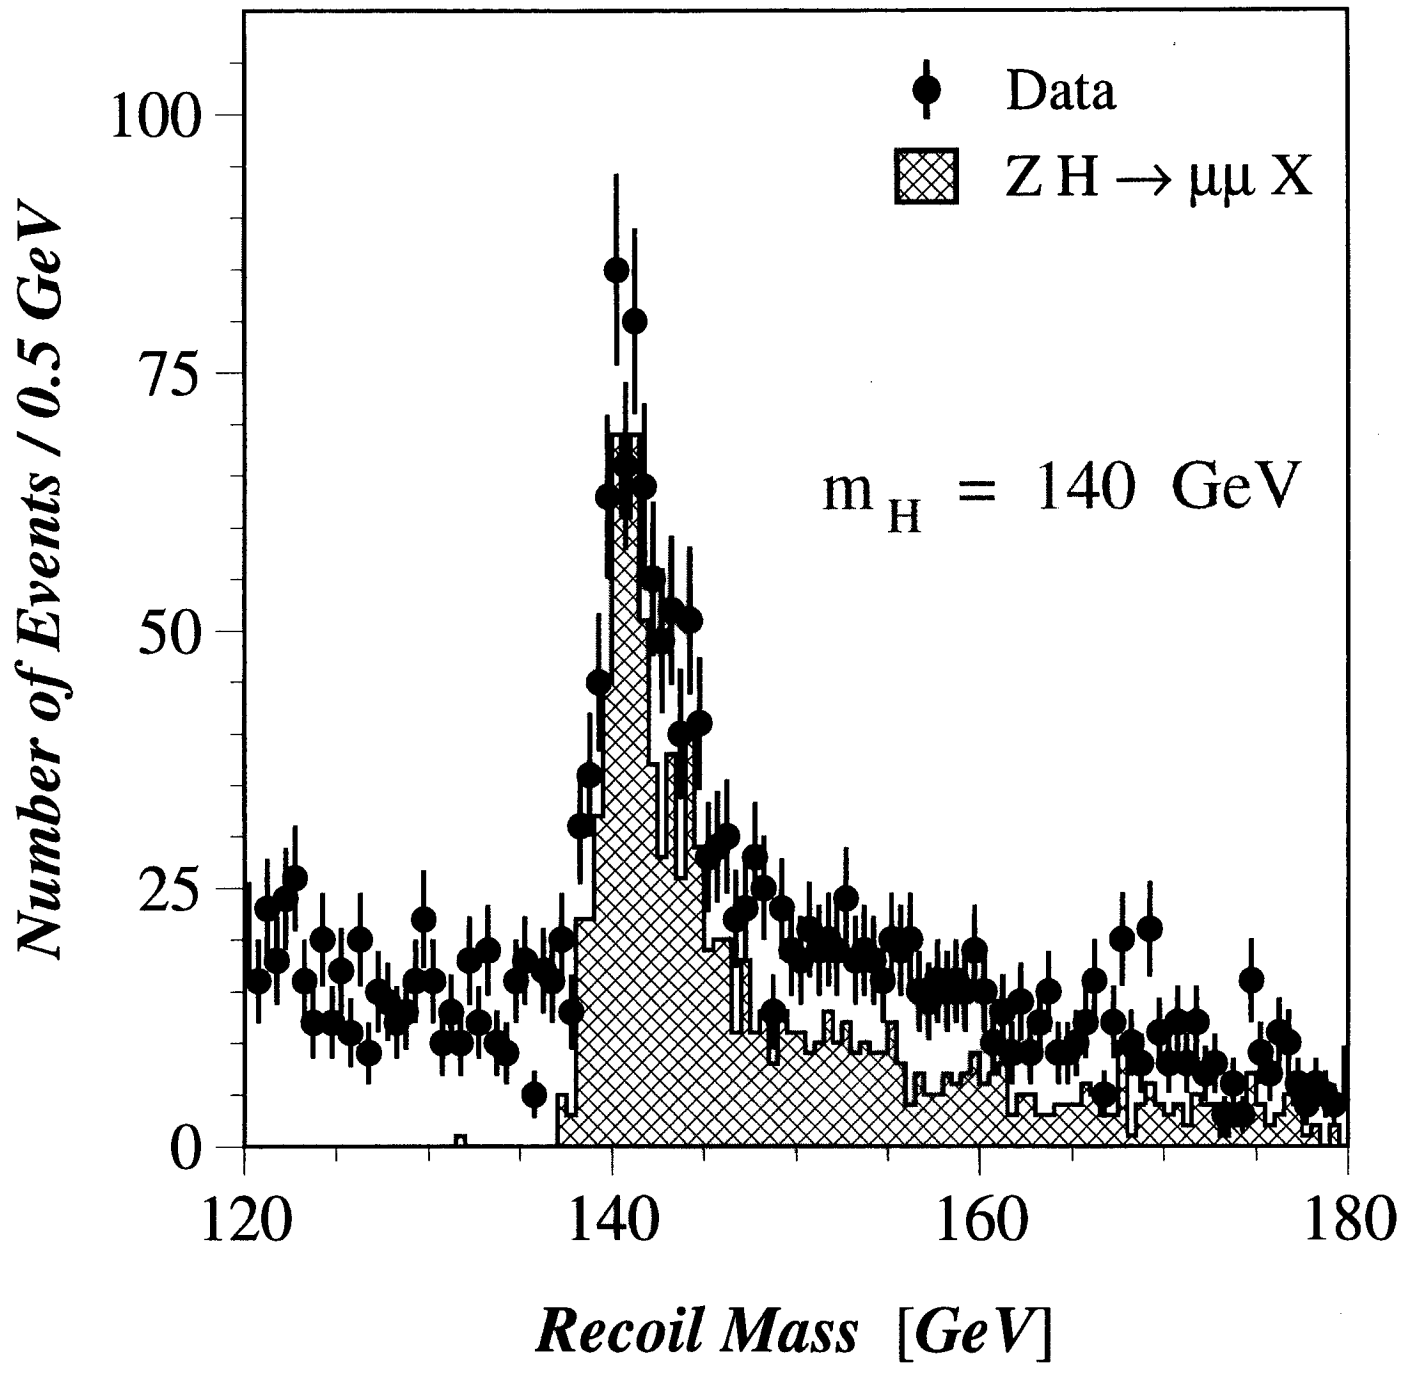 Number of Events / 0.5 GeV
100
75
50
25
0
Data
Z H → μμ X
m H = 140 GeV
120 140 160 180
Recoil Mass [GeV]